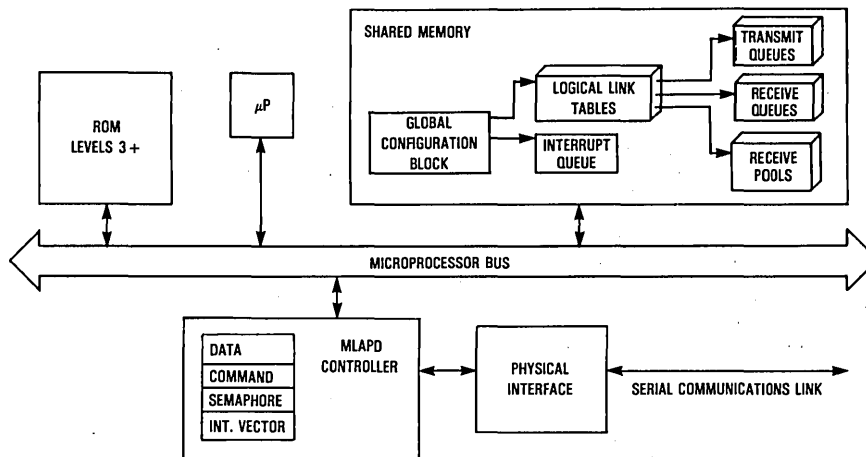 SHARED MEMORY
TRANSMIT
QUEUES
LOGICAL LINK
TABLES
RECEIVE
QUEUES
GLOBAL
CONFIGURATION
BLOCK
INTERRUPT
QUEUE
RECEIVE
POOLS
ROM
LEVELS 3+
μP
MICROPROCESSOR BUS
DATA
COMMAND
SEMAPHORE
INT. VECTOR
MLAPD
CONTROLLER
PHYSICAL
INTERFACE
SERIAL COMMUNICATIONS LINK